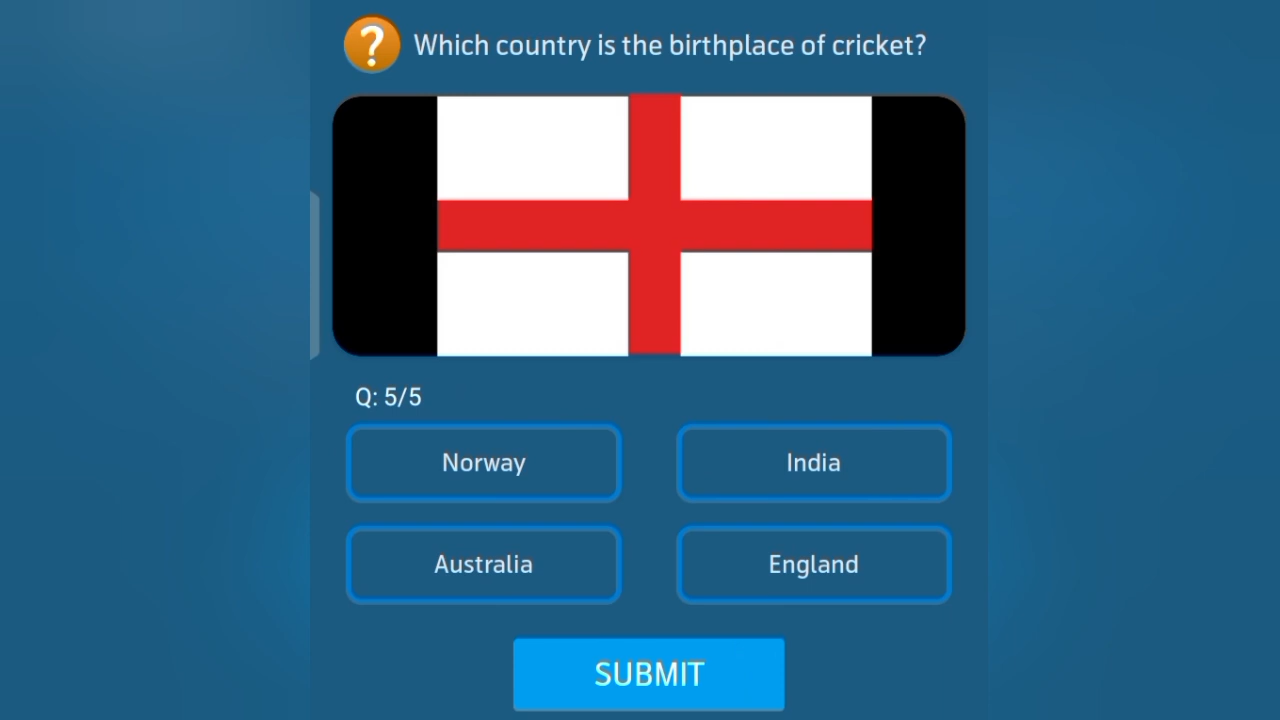 ? Which country is the birthplace of cricket?
Q: 5/5
Norway
India
Australia
England
SUBMIT